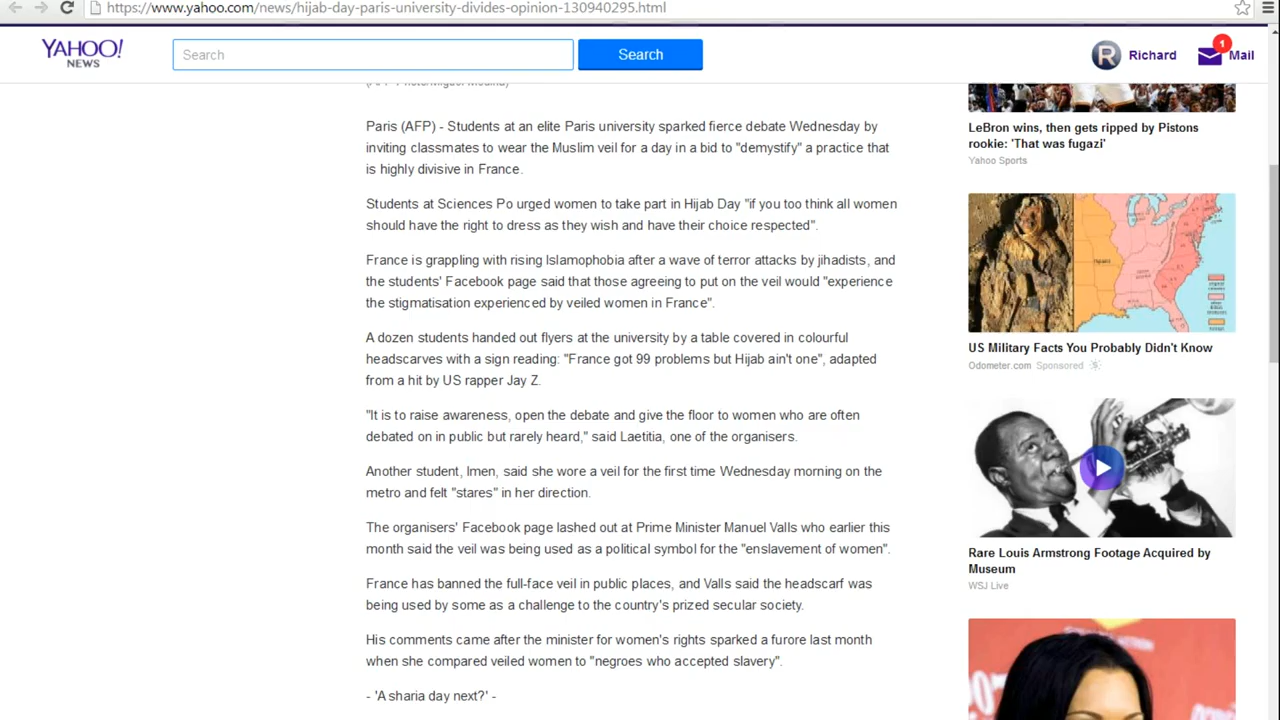 https://www.yahoo.com/news/hijab-day-paris-university-divides-opinion-130940295.html
YAHOO!
NEWS
Search
Search
R
Richard
1
Mail
Paris (AFP) - Students at an elite Paris university sparked fierce debate Wednesday by
inviting classmates to wear the Muslim veil for a day in a bid to "demystify" a practice that
is highly divisive in France.
Students at Sciences Po urged women to take part in Hijab Day "if you too think all women
should have the right to dress as they wish and have their choice respected".
France is grappling with rising Islamophobia after a wave of terror attacks by jihadists, and
the students' Facebook page said that those agreeing to put on the veil would "experience
the stigmatisation experienced by veiled women in France".
A dozen students handed out flyers at the university by a table covered in colourful
headscarves with a sign reading: "France got 99 problems but Hijab ain't one", adapted
from a hit by US rapper Jay Z.
"It is to raise awareness, open the debate and give the floor to women who are often
debated on in public but rarely heard," said Laetitia, one of the organisers.
Another student, Imen, said she wore a veil for the first time Wednesday morning on the
metro and felt "stares" in her direction.
The organisers' Facebook page lashed out at Prime Minister Manuel Valls who earlier this
month said the veil was being used as a political symbol for the "enslavement of women".
France has banned the full-face veil in public places, and Valls said the headscarf was
being used by some as a challenge to the country's prized secular society.
His comments came after the minister for women's rights sparked a furore last month
when she compared veiled women to "negroes who accepted slavery".
- 'A sharia day next?' -
LeBron wins, then gets ripped by Pistons
rookie: 'That was fugazi'
Yahoo Sports
US Military Facts You Probably Didn't Know
Odometer.com Sponsored
Rare Louis Armstrong Footage Acquired by
Museum
WSJ Live